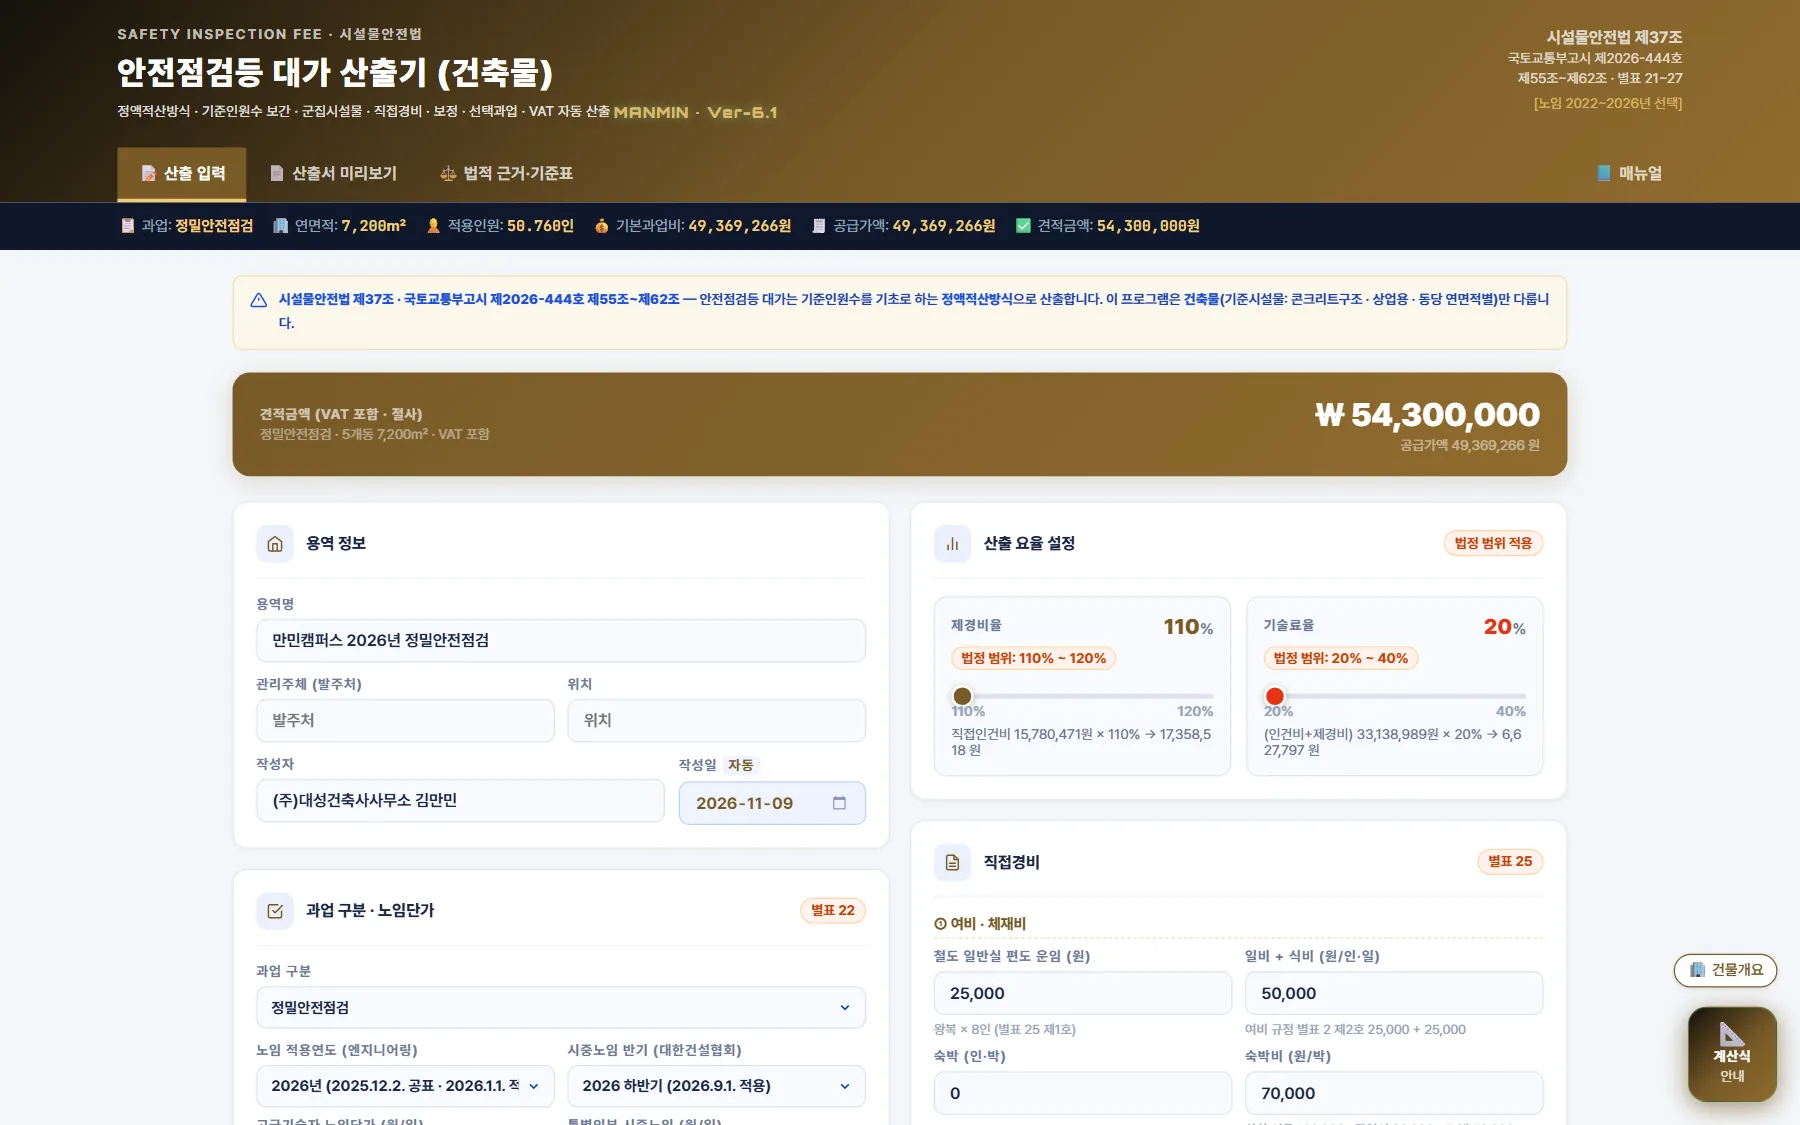 SAFETY INSPECTION FEE · 시설물안전법
안전점검등 대가 산출기 (건축물)
정액적산방식 · 기준인원수 보간 · 군집시설물 · 직접경비 · 보정 · 선택과업 · VAT 자동 산출 MANMIN · Ver-6.1
시설물안전법 제37조
국토교통부고시 제2026-444호
제55조~제62조 · 별표 21~27
[노임 2022~2026년 선택]
산출 입력
산출서 미리보기
법적 근거·기준표
매뉴얼
과업: 정밀안전점검
연면적: 7,200m²
적용인원: 50.760인
기본과업비: 49,369,266원
공급가액: 49,369,266원
견적금액: 54,300,000원
시설물안전법 제37조 · 국토교통부고시 제2026-444호 제55조~제62조 — 안전점검등 대가는 기준인원수를 기초로 하는 정액적산방식으로 산출합니다. 이 프로그램은 건축물(기준시설물: 콘크리트구조 · 상업용 · 동당 연면적별)만 다룹니
다.
견적금액 (VAT 포함 · 절사)
정밀안전점검 · 5개동 7,200m² · VAT 포함
₩ 54,300,000
공급가액 49,369,266 원
용역 정보
용역명
만민캠퍼스 2026년 정밀안전점검
관리주체 (발주처)
위치
발주처
위치
작성자
작성일 자동
(주)대성건축사사무소 김만민
2026-11-09
과업 구분 · 노임단가
별표 22
과업 구분
정밀안전점검
노임 적용연도 (엔지니어링)
시중노임 반기 (대한건설협회)
2026년 (2025.12.2. 공표 · 2026.1.1. 적
2026 하반기 (2026.9.1. 적용)
산출 요율 설정
법정 범위 적용
제경비율
110%
법정 범위: 110% ~ 120%
110%
120%
직접인건비 15,780,471원 × 110% → 17,358,5
18 원
기술료율
20%
법정 범위: 20% ~ 40%
20%
40%
(인건비+제경비) 33,138,989원 × 20% → 6,6
27,797 원
직접경비
별표 25
① 여비 · 체재비
철도 일반실 편도 운임 (원)
일비 + 식비 (원/인·일)
25,000
50,000
왕복 × 8인 (별표 25 제1호)
여비 규정 별표 2 제2호 25,000 + 25,000
숙박 (인·박)
숙박비 (원/박)
0
70,000
건물개요
계산식
안내